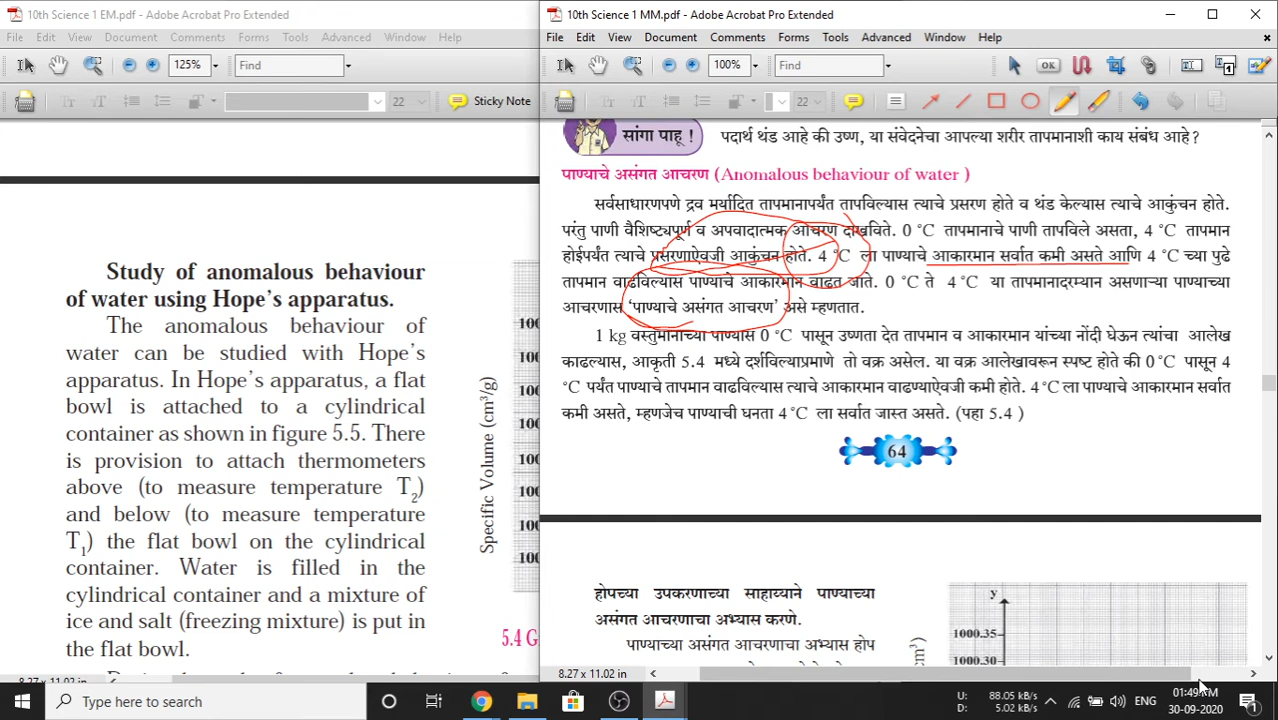 10th Science 1 EM.pdf - Adobe Acrobat Pro Extended
File Edit View Document Comments Forms Tools Advanced Window Help
125% Find
22 Sticky Note
Study of anomalous behaviour
of water using Hope's apparatus.
The anomalous behaviour of
water can be studied with Hope's
apparatus. In Hope's apparatus, a flat
bowl is attached to a cylindrical
container as shown in figure 5.5. There
is provision to attach thermometers
above (to measure temperature T2)
and below (to measure temperature
T1) the flat bowl on the cylindrical
container. Water is filled in the
cylindrical container and a mixture of
ice and salt (freezing mixture) is put in
the flat bowl.
Specific Volume (cm³/g)
5.4 G
10th Science 1 MM.pdf - Adobe Acrobat Pro Extended
File Edit View Document Comments Forms Tools Advanced Window Help
100% Find
OK
22
सांगा पाहू !
पदार्थ थंड आहे की उष्ण, या संवेदनेचा आपल्या शरीर तापमानाशी काय संबंध आहे?
पाण्याचे असंगत आचरण (Anomalous behaviour of water )
सर्वसाधारणपणे द्रव मर्यादित तापमानापर्यंत तापविल्यास त्याचे प्रसरण होते व थंड केल्यास त्याचे आकुंचन होते.
परंतु पाणी वैशिष्ट्यपूर्ण व अपवादात्मक आचरण दाखविते. 0 °C तापमानाचे पाणी तापविले असता, 4 °C तापमान
होईपर्यंत त्याचे प्रसरणाऐवजी आकुंचन होते. 4 °C ला पाण्याचे आकारमान सर्वात कमी असते आणि 4 °C च्या पुढे
तापमान वाढविल्यास पाण्याचे आकारमान वाढत जाते. 0 °C ते 4 °C या तापमानादरम्यान असणाऱ्या पाण्याच्या
आचरणास 'पाण्याचे असंगत आचरण' असे म्हणतात.
1 kg वस्तुमानाच्या पाण्यास 0 °C पासून उष्णता देत तापमान व आकारमान यांच्या नोंदी घेऊन त्यांचा आलेख
काढल्यास, आकृती 5.4 मध्ये दर्शविल्याप्रमाणे तो वक्र असेल. या वक्र आलेखावरून स्पष्ट होते की 0 °C पासून 4
°C पर्यंत पाण्याचे तापमान वाढविल्यास त्याचे आकारमान वाढण्याऐवजी कमी होते. 4°C ला पाण्याचे आकारमान सर्वात
कमी असते, म्हणजेच पाण्याची घनता 4 °C ला सर्वात जास्त असते. (पहा 5.4 )
64
होपच्या उपकरणाच्या साहाय्याने पाण्याच्या
असंगत आचरणाचा अभ्यास करणे.
पाण्याच्या असंगत आचरणाचा अभ्यास होप
y
1000.35
1000.30
cm³)
8.27 x 11.02 in
Type here to search
U: 88.05 kB/s
D: 5.02 kB/s
ENG
30-09-2020
1